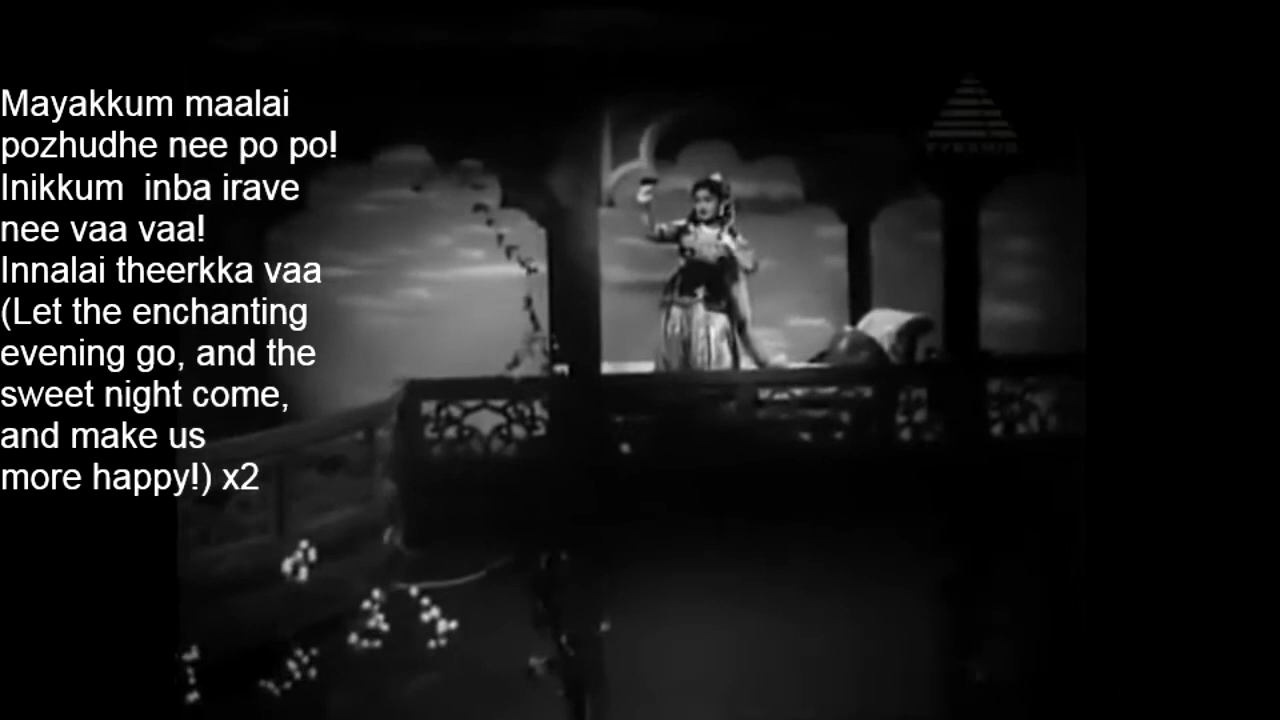 Mayakkum maalai
pozhudhe nee po po!
Inikkum  inba irave
nee vaa vaa!
Innalai theerkka vaa
(Let the enchanting
evening go, and the
sweet night come,
and make us
more happy!) x2
PYRAMID